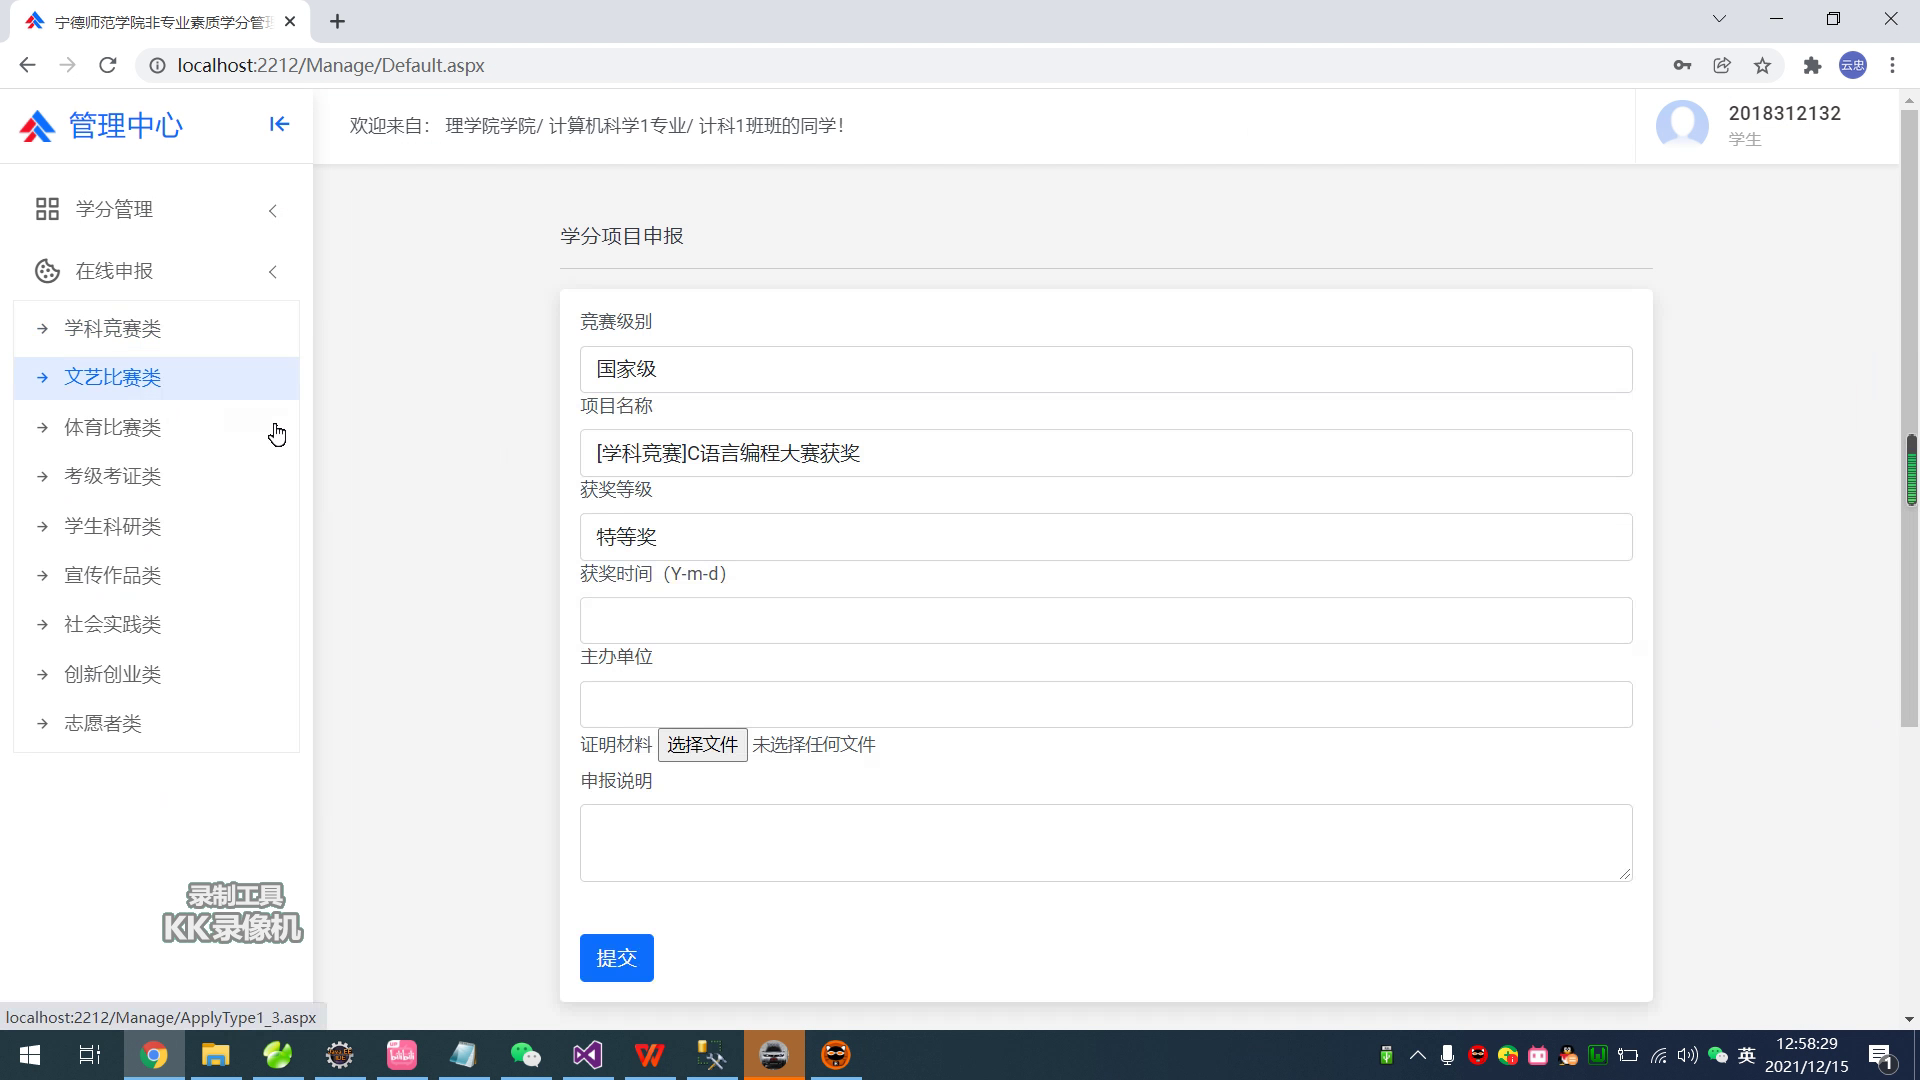 宁德师范学院非专业素质学分管理
localhost:2212/Manage/Default.aspx
云忠
管理中心
欢迎来自： 理学院学院/ 计算机科学1专业/ 计科1班班的同学！
2018312132
学生
学分管理
在线申报
学科竞赛类
文艺比赛类
体育比赛类
考级考证类
学生科研类
宣传作品类
社会实践类
创新创业类
志愿者类
学分项目申报
竞赛级别
国家级
项目名称
[学科竞赛]C语言编程大赛获奖
获奖等级
特等奖
获奖时间（Y-m-d）
主办单位
证明材料 选择文件 未选择任何文件
申报说明
提交
录制工具
KK录像机
localhost:2212/Manage/ApplyType1_3.aspx
英
12:58:29
2021/12/15
1